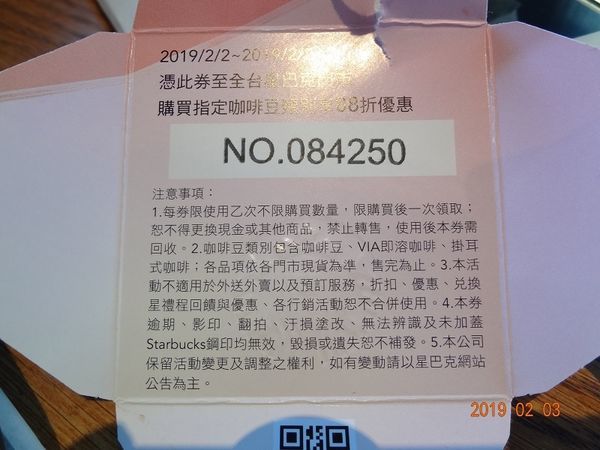 2019/2/2~2019/2/
憑此券至全台星巴克門市
購買指定咖啡豆類別享88折優惠
NO.084250
注意事項：
1.每券限使用乙次不限購買數量，限購買後一次領取；
恕不得更換現金或其他商品，禁止轉售，使用後本券需
回收。2.咖啡豆類別包含咖啡豆、VIA即溶咖啡、掛耳
式咖啡；各品項依各門市現貨為準，售完為止。3.本活
動不適用於外送外賣以及預訂服務，折扣、優惠、兌換
星禮程回饋與優惠、各行銷活動恕不合併使用。4.本券
逾期、影印、翻拍、汙損塗改、無法辨識及未加蓋
Starbucks鋼印均無效，毀損或遺失恕不補發。5.本公司
保留活動變更及調整之權利，如有變動請以星巴克網站
公告為主。
2019 02 03